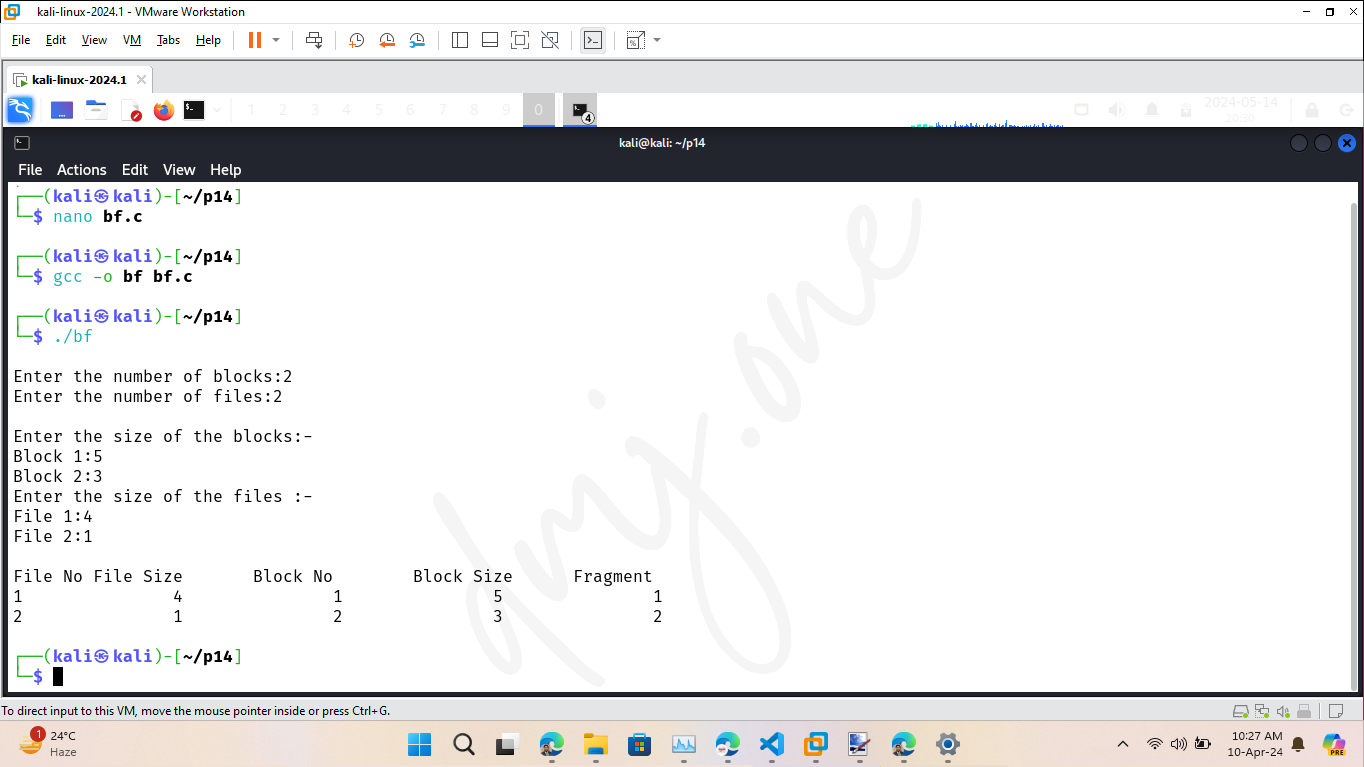 kali-linux-2024.1 - VMware Workstation
File Edit View VM Tabs Help
kali-linux-2024.1
1 2 3 4 5 6 7 8 9 0 4 2024-05-14
20:30
kali@kali: ~/p14
File Actions Edit View Help
┌──(kali㉿kali)-[~/p14]
└─$ nano bf.c
┌──(kali㉿kali)-[~/p14]
└─$ gcc -o bf bf.c
┌──(kali㉿kali)-[~/p14]
└─$ ./bf
Enter the number of blocks:2
Enter the number of files:2
Enter the size of the blocks:-
Block 1:5
Block 2:3
Enter the size of the files :-
File 1:4
File 2:1
File No File Size Block No Block Size Fragment
1 4 1 5 1
2 1 2 3 2
┌──(kali㉿kali)-[~/p14]
└─$
dmj.one
To direct input to this VM, move the mouse pointer inside or press Ctrl+G.
1 24°C
Haze
10:27 AM
10-Apr-24
PRE